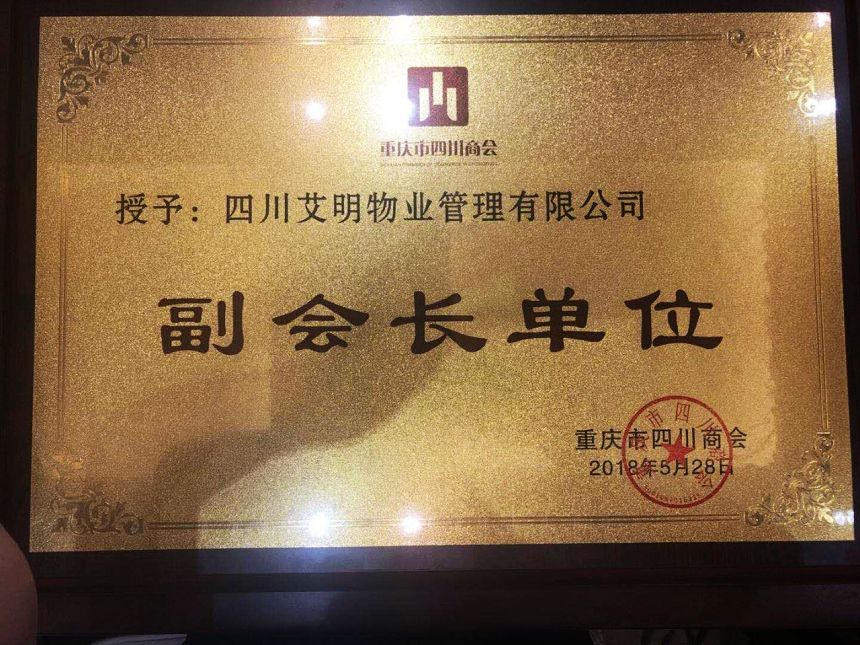 重庆市四川商会
授予：四川艾明物业管理有限公司
副会长单位
重庆市四川商会
2018年5月28日